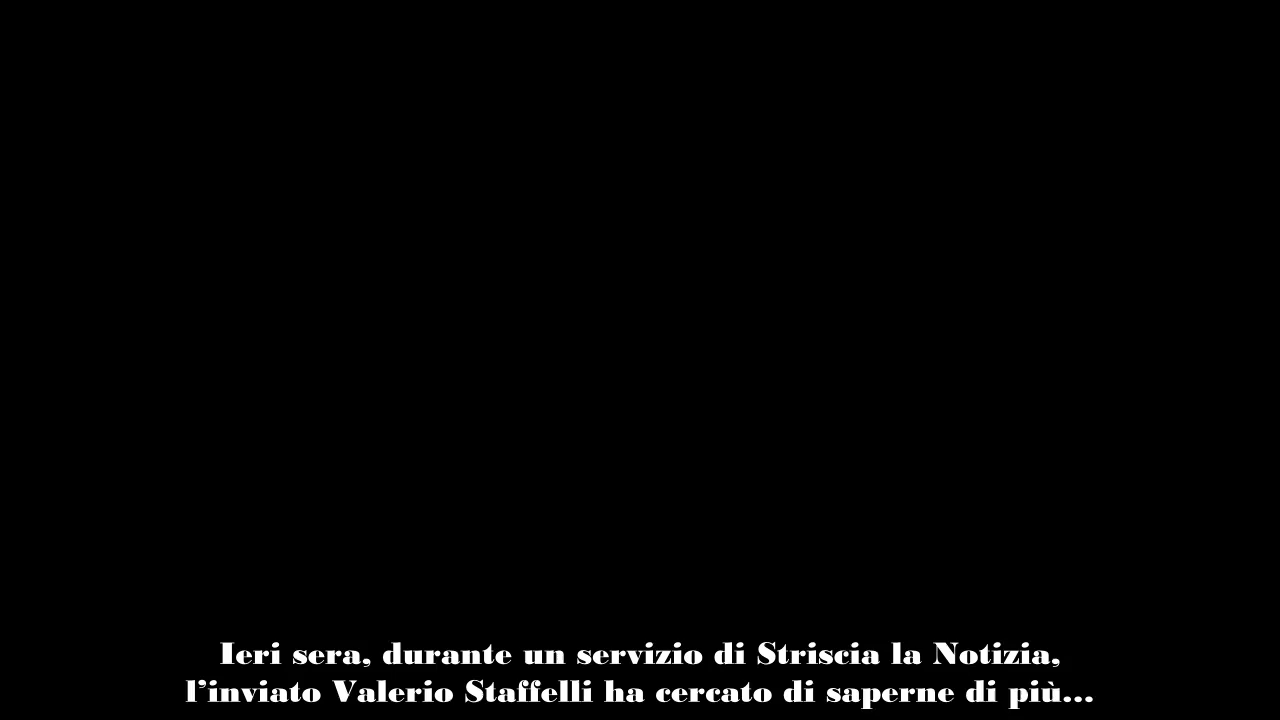 Ieri sera, durante un servizio di Striscia la Notizia,
l'inviato Valerio Staffelli ha cercato di saperne di più...